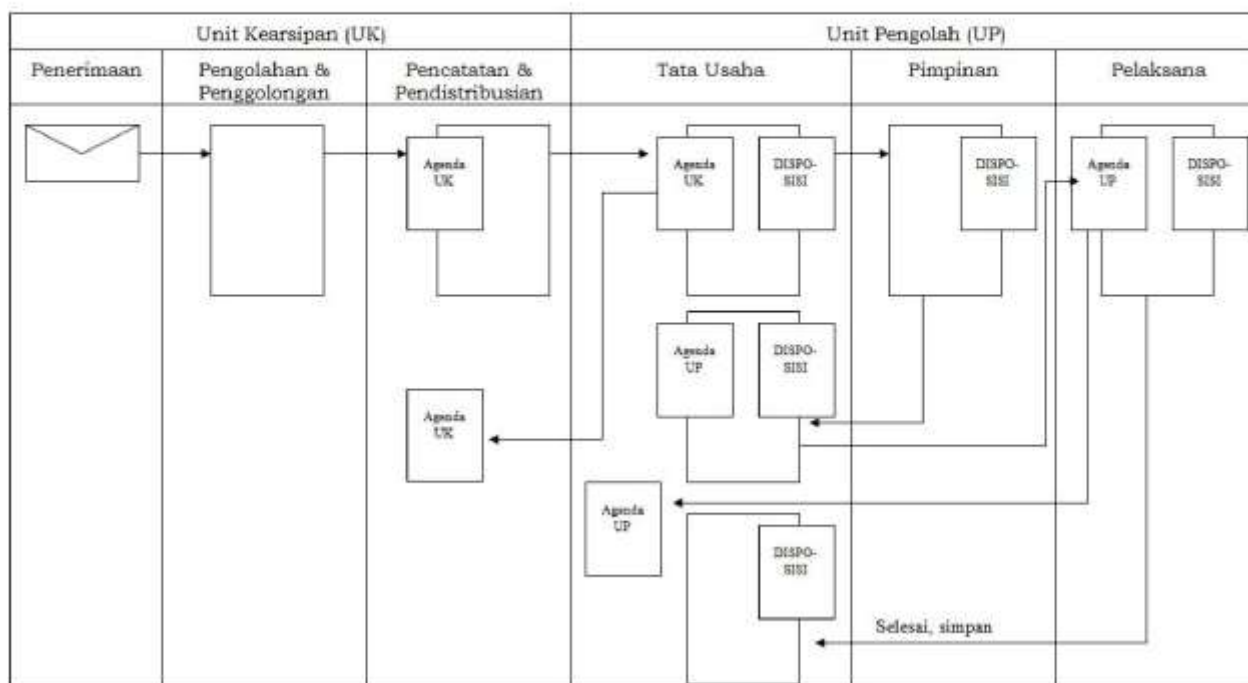 Unit Kearsipan (UK)
Unit Pengolah (UP)
Penerimaan
Pengolahan &
Penggolongan
Pencatatan &
Pendistribusian
Tata Usaha
Pimpinan
Pelaksana
Agenda
UK
Agenda
UK
DISPO-
SISI
DISPO-
SISI
Agenda
UP
DISPO-
SISI
Agenda
UP
DISPO-
SISI
Agenda
UK
Agenda
UP
DISPO-
SISI
Selesai, simpan